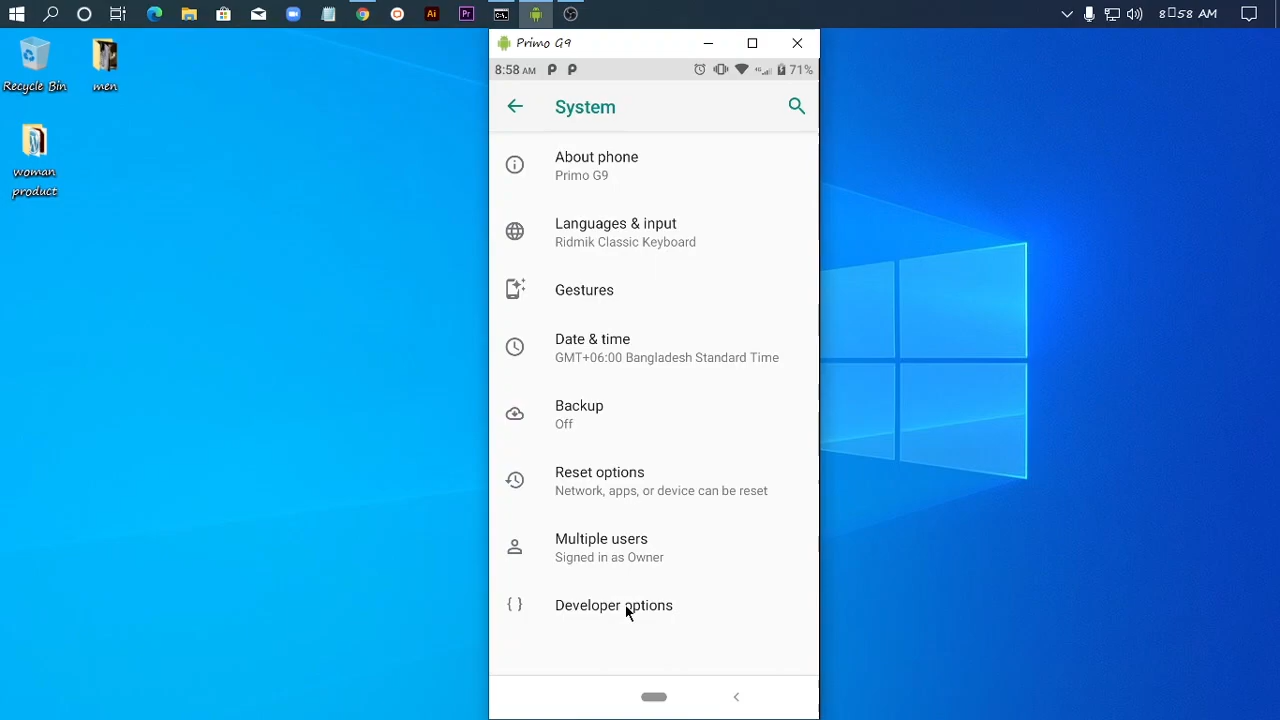 8:58 AM
Recycle Bin
men
woman
product
Primo G9
8:58 AM
71%
System
About phone
Primo G9
Languages & input
Ridmik Classic Keyboard
Gestures
Date & time
GMT+06:00 Bangladesh Standard Time
Backup
Off
Reset options
Network, apps, or device can be reset
Multiple users
Signed in as Owner
{ } Developer options